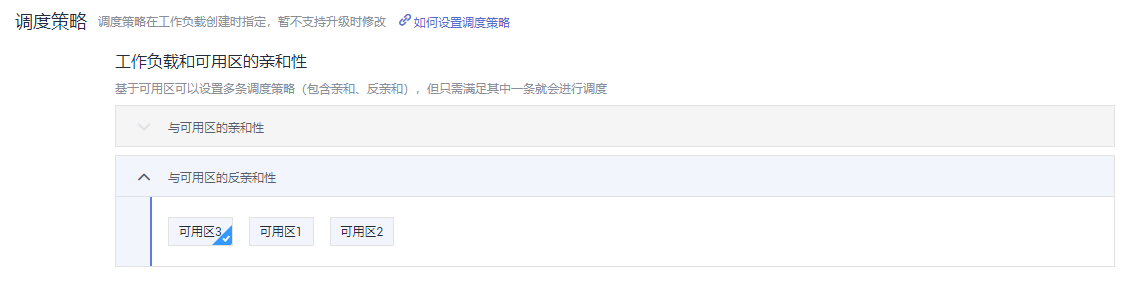 调度策略 调度策略在工作负载创建时指定，暂不支持升级时修改 如何设置调度策略
工作负载和可用区的亲和性
基于可用区可以设置多条调度策略（包含亲和、反亲和），但只需满足其中一条就会进行调度
与可用区的亲和性
与可用区的反亲和性
可用区3 可用区1 可用区2